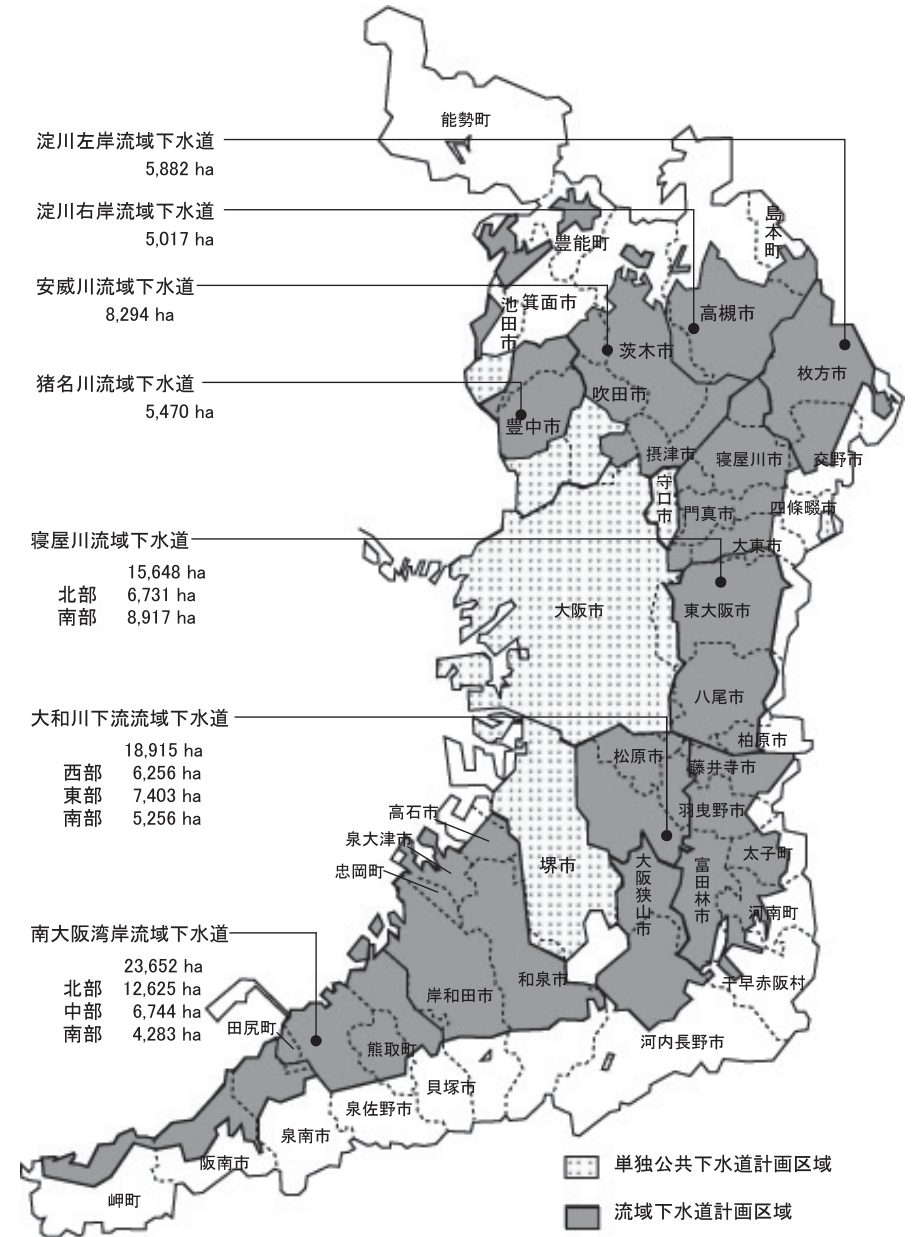 淀川左岸流域下水道
5,882 ha
淀川右岸流域下水道
5,017 ha
安威川流域下水道
8,294 ha
猪名川流域下水道
5,470 ha
寝屋川流域下水道
15,648 ha
北部 6,731 ha
南部 8,917 ha
大和川下流流域下水道
18,915 ha
西部 6,256 ha
東部 7,403 ha
南部 5,256 ha
南大阪湾岸流域下水道
23,652 ha
北部 12,625 ha
中部 6,744 ha
南部 4,283 ha
能勢町
島本町
豊能町
箕面市
池田市
高槻市
茨木市
枚方市
吹田市
豊中市
摂津市
寝屋川市
交野市
守口市
門真市
四條畷市
大東市
大阪市
東大阪市
八尾市
柏原市
松原市
藤井寺市
羽曳野市
高石市
泉大津市
忠岡町
堺市
大阪狭山市
富田林市
太子町
河南町
千早赤阪村
和泉市
岸和田市
田尻町
熊取町
河内長野市
貝塚市
泉佐野市
泉南市
阪南市
岬町
単独公共下水道計画区域
流域下水道計画区域